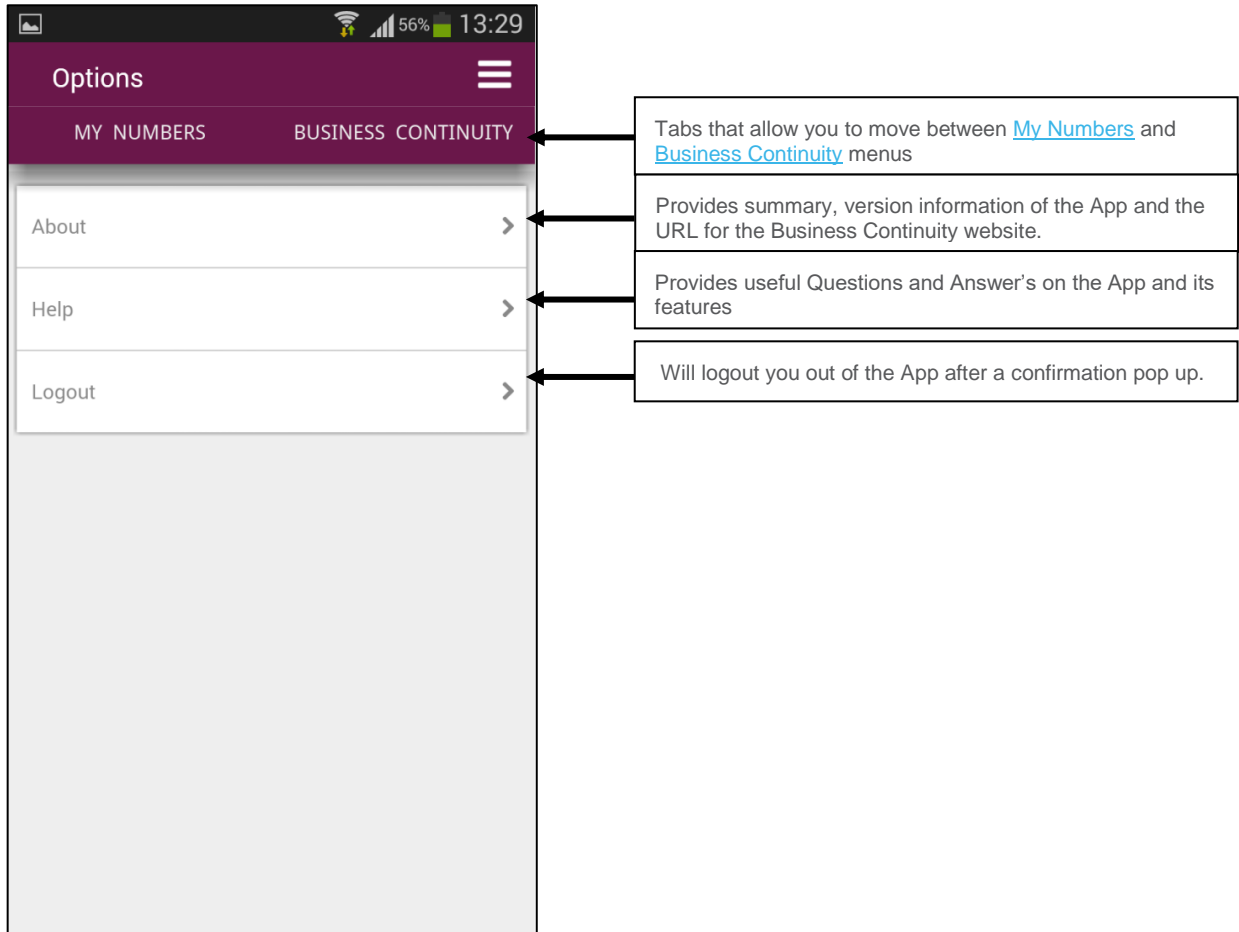 56% 13:29
Options
MY NUMBERS BUSINESS CONTINUITY
Tabs that allow you to move between My Numbers and
Business Continuity menus
About
Provides summary, version information of the App and the
URL for the Business Continuity website.
Help
Provides useful Questions and Answer’s on the App and its
features
Logout
Will logout you out of the App after a confirmation pop up.